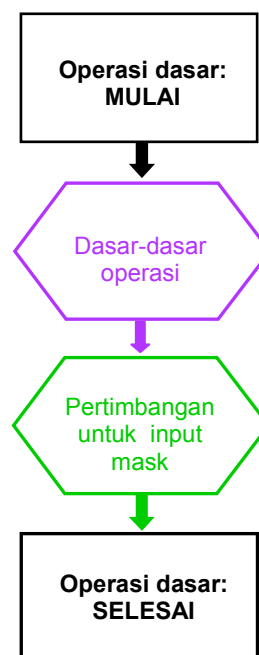 Operasi dasar:
MULAI
Dasar-dasar
operasi
Pertimbangan
untuk input
mask
Operasi dasar:
SELESAI